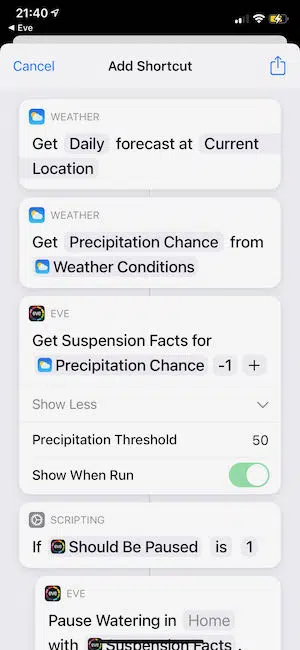 21:40
Eve
Cancel
Add Shortcut
WEATHER
Get Daily forecast at Current
Location
WEATHER
Get Precipitation Chance from
Weather Conditions
EVE
Get Suspension Facts for
Precipitation Chance -1 +
Show Less
Precipitation Threshold 50
Show When Run
SCRIPTING
If Should Be Paused is 1
EVE
Pause Watering in Home
with Suspension Facts .